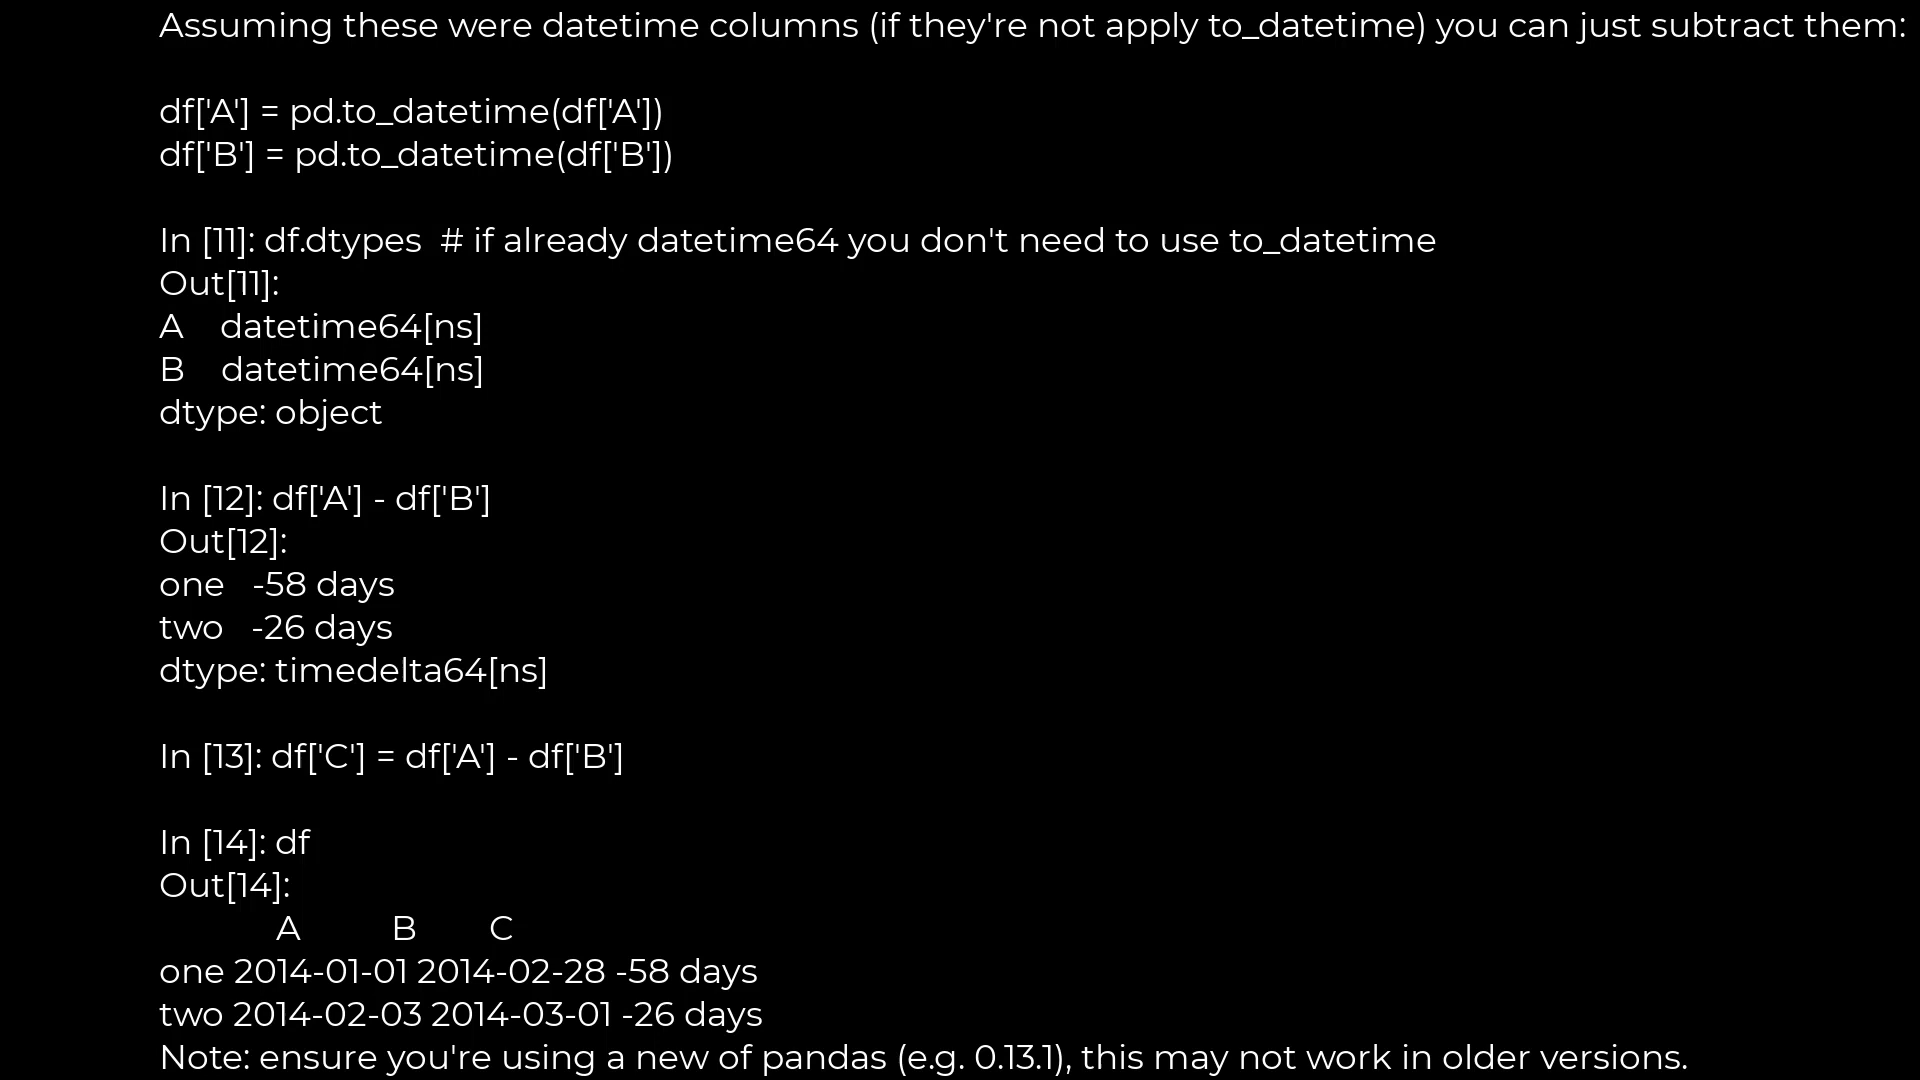 Assuming these were datetime columns (if they're not apply to_datetime) you can just subtract them:

df['A'] = pd.to_datetime(df['A'])
df['B'] = pd.to_datetime(df['B'])

In [11]: df.dtypes  # if already datetime64 you don't need to use to_datetime
Out[11]:
A    datetime64[ns]
B    datetime64[ns]
dtype: object

In [12]: df['A'] - df['B']
Out[12]:
one   -58 days
two   -26 days
dtype: timedelta64[ns]

In [13]: df['C'] = df['A'] - df['B']

In [14]: df
Out[14]:
             A          B        C
one 2014-01-01 2014-02-28 -58 days
two 2014-02-03 2014-03-01 -26 days
Note: ensure you're using a new of pandas (e.g. 0.13.1), this may not work in older versions.